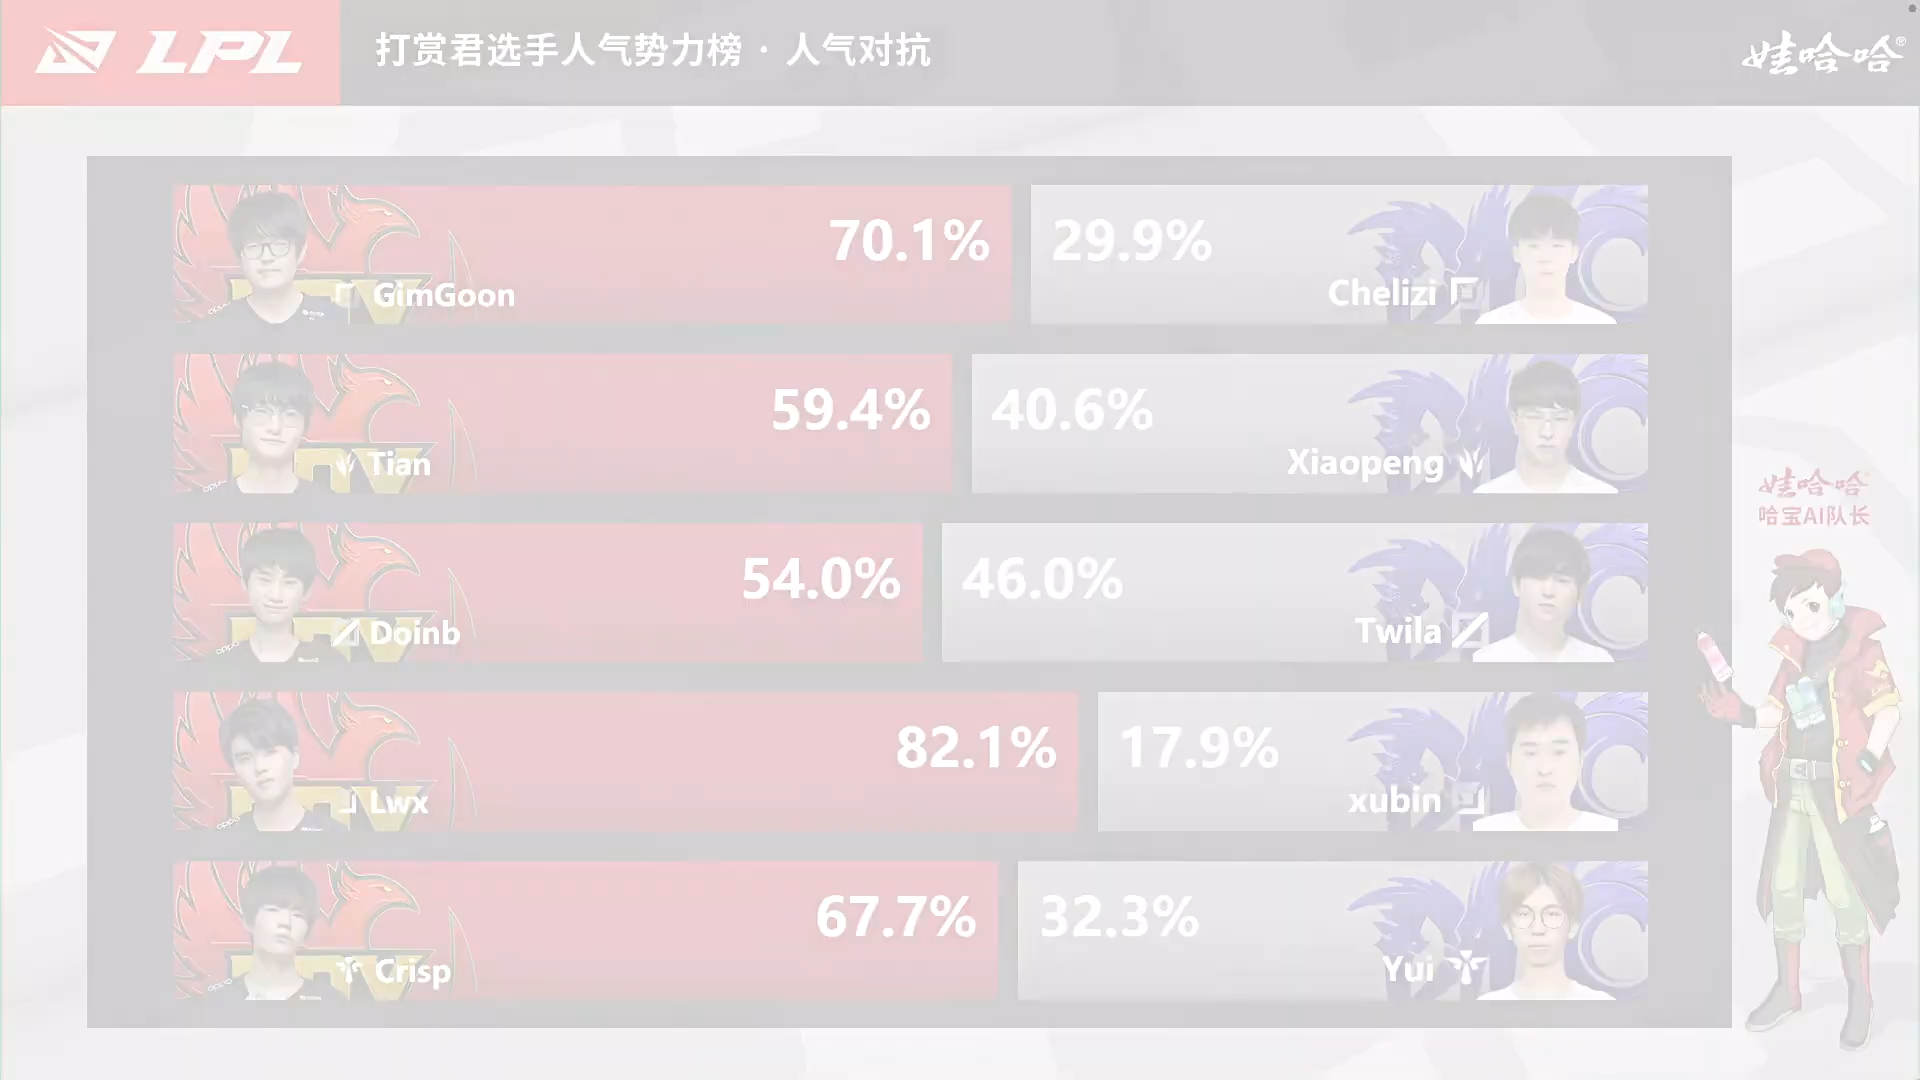 LPL
打赏君选手人气势力榜 · 人气对抗
娃哈哈®
70.1%
29.9%
GimGoon
Chelizi
59.4%
40.6%
Tian
Xiaopeng
54.0%
46.0%
Doinb
Twila
82.1%
17.9%
Lwx
xubin
67.7%
32.3%
Crisp
Yui
娃哈哈
哈宝AI队长